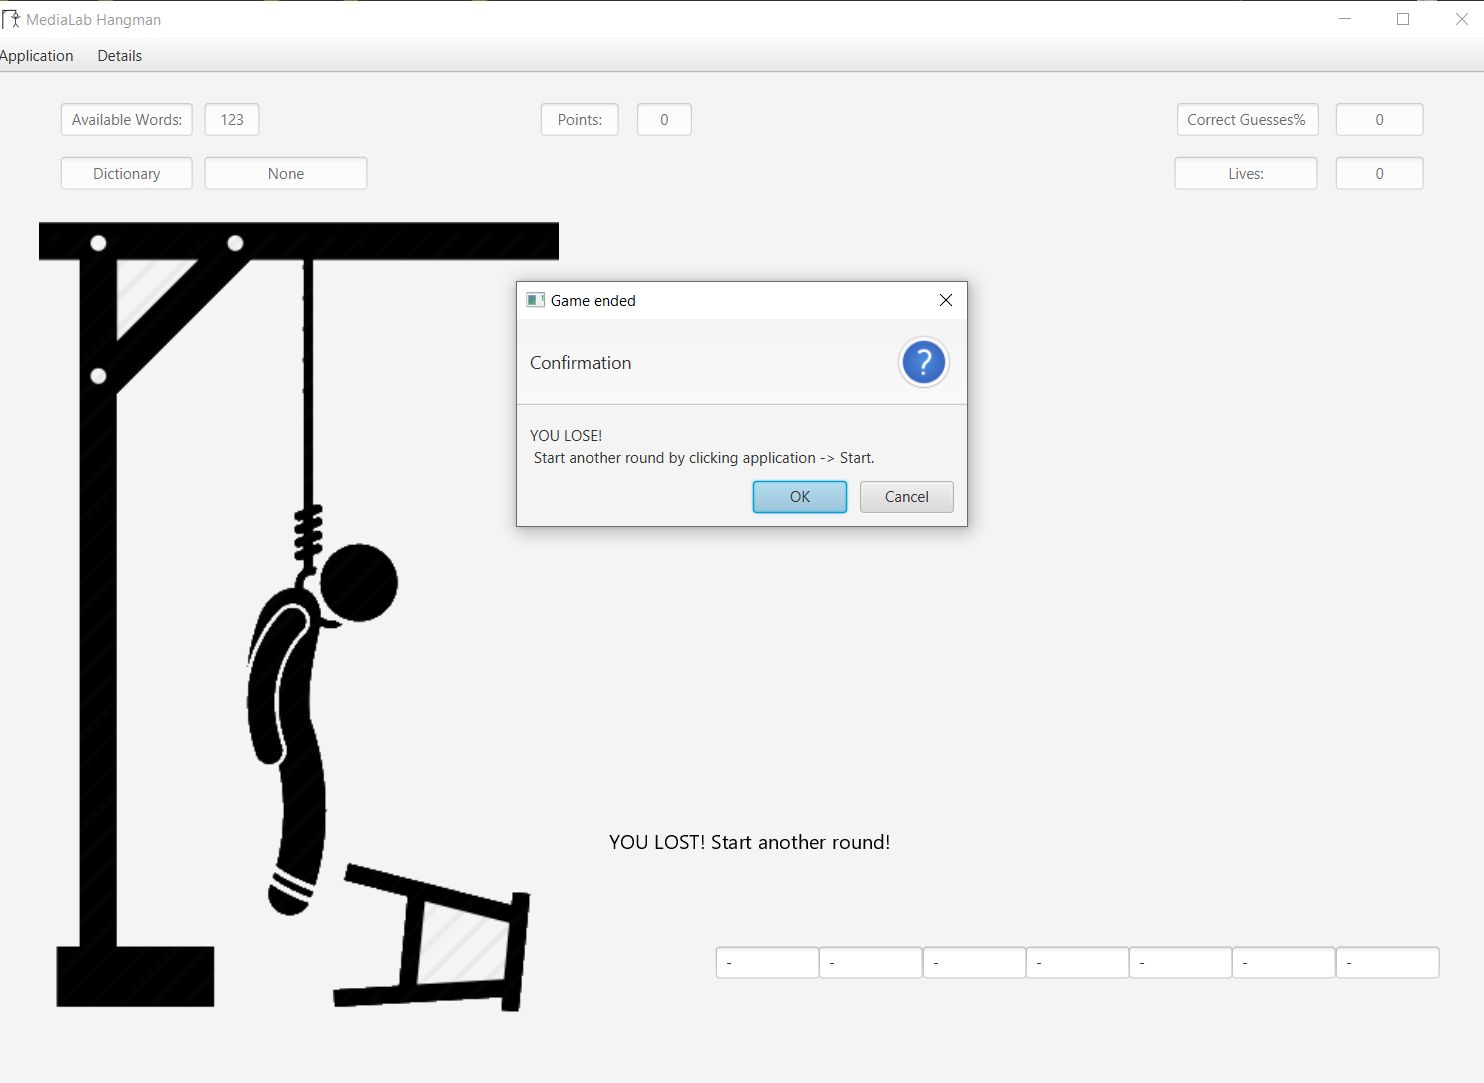 MediaLab Hangman
Application Details
Available Words: 123 Points: 0 Correct Guesses% 0
Dictionary None Lives: 0
Game ended
Confirmation
?
YOU LOSE!
Start another round by clicking application -> Start.
OK Cancel
YOU LOST! Start another round!
- - - - - - -